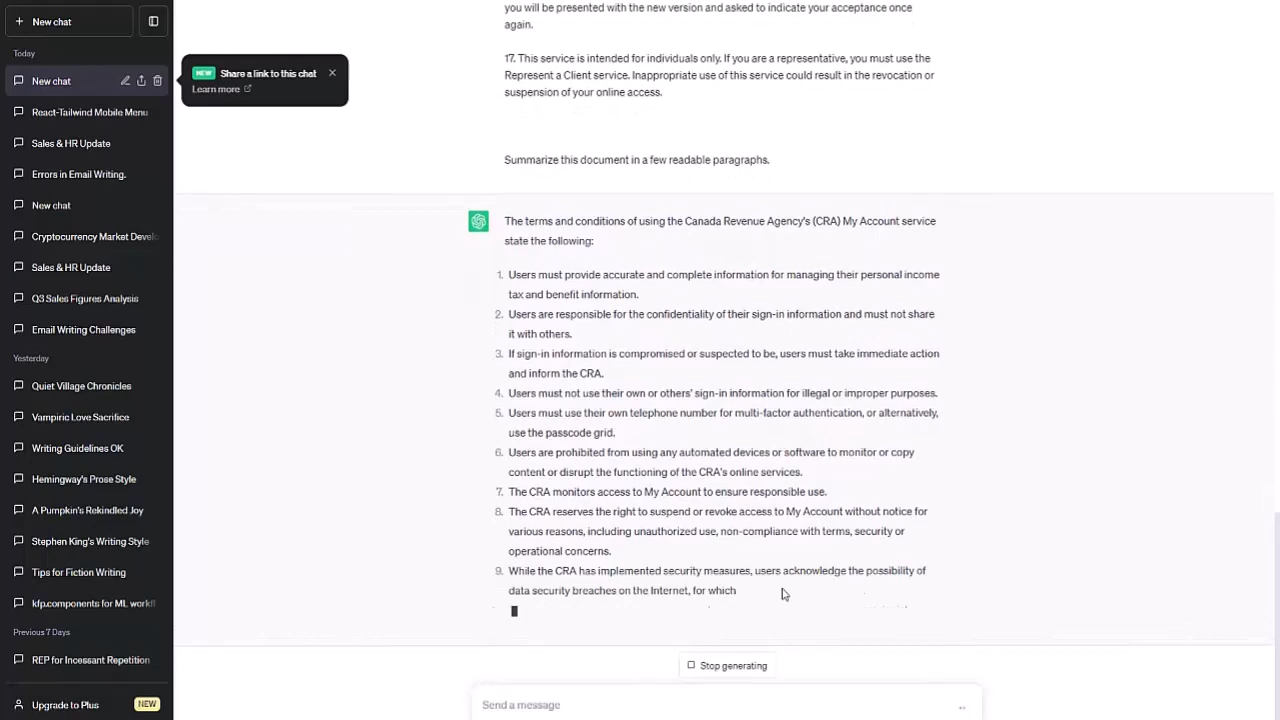 New chat
Today
New chat
React-Tailwind Mobile Menu
Sales & HR Update
Errors in Email Writing.
New chat
Cryptocurrency Market Develo
Sales & HR Update
Q3 Sales Figures Analysis
Email Writing Challenges
Yesterday
Quiet Village Chronicles
Vampiric Love Sacrifice
Writing Guidelines OK
Hemingway's Prose Style
A Pumpkin's Rekindled Joy
Stephen King's Writing Style
Tips for Fiction Writing
kfp.components for ML workfl
Previous 7 Days
REP for Incessant Repetition
Upgrade to Plus NEW
NEW Share a link to this chat
Learn more
you will be presented with the new version and asked to indicate your acceptance once
again.
17. This service is intended for individuals only. If you are a representative, you must use the
Represent a Client service. Inappropriate use of this service could result in the revocation or
suspension of your online access.
Summarize this document in a few readable paragraphs.
The terms and conditions of using the Canada Revenue Agency's (CRA) My Account service
state the following:
1. Users must provide accurate and complete information for managing their personal income
tax and benefit information.
2. Users are responsible for the confidentiality of their sign-in information and must not share
it with others.
3. If sign-in information is compromised or suspected to be, users must take immediate action
and inform the CRA.
4. Users must not use their own or others' sign-in information for illegal or improper purposes.
5. Users must use their own telephone number for multi-factor authentication, or alternatively,
use the passcode grid.
6. Users are prohibited from using any automated devices or software to monitor or copy
content or disrupt the functioning of the CRA's online services.
7. The CRA monitors access to My Account to ensure responsible use.
8. The CRA reserves the right to suspend or revoke access to My Account without notice for
various reasons, including unauthorized use, non-compliance with terms, security or
operational concerns.
9. While the CRA has implemented security measures, users acknowledge the possibility of
data security breaches on the Internet, for which
Stop generating
Send a message